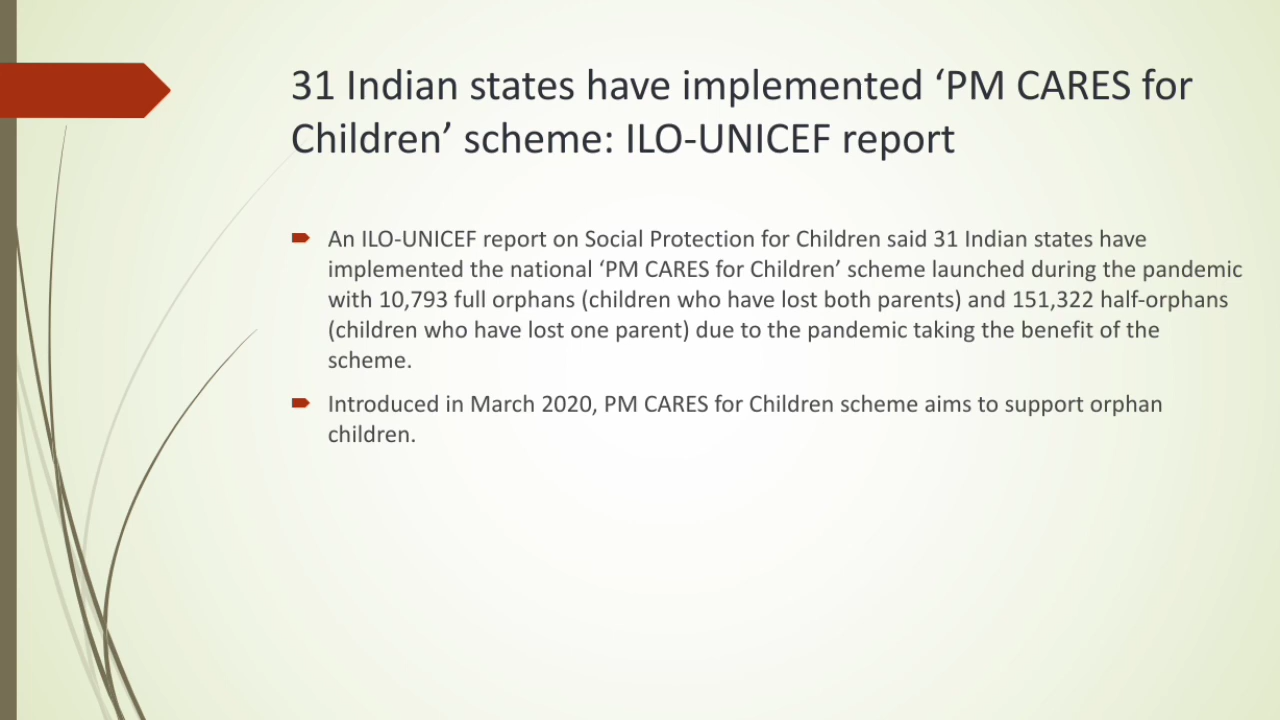 31 Indian states have implemented ‘PM CARES for
Children’ scheme: ILO-UNICEF report
An ILO-UNICEF report on Social Protection for Children said 31 Indian states have
implemented the national ‘PM CARES for Children’ scheme launched during the pandemic
with 10,793 full orphans (children who have lost both parents) and 151,322 half-orphans
(children who have lost one parent) due to the pandemic taking the benefit of the
scheme.
Introduced in March 2020, PM CARES for Children scheme aims to support orphan
children.